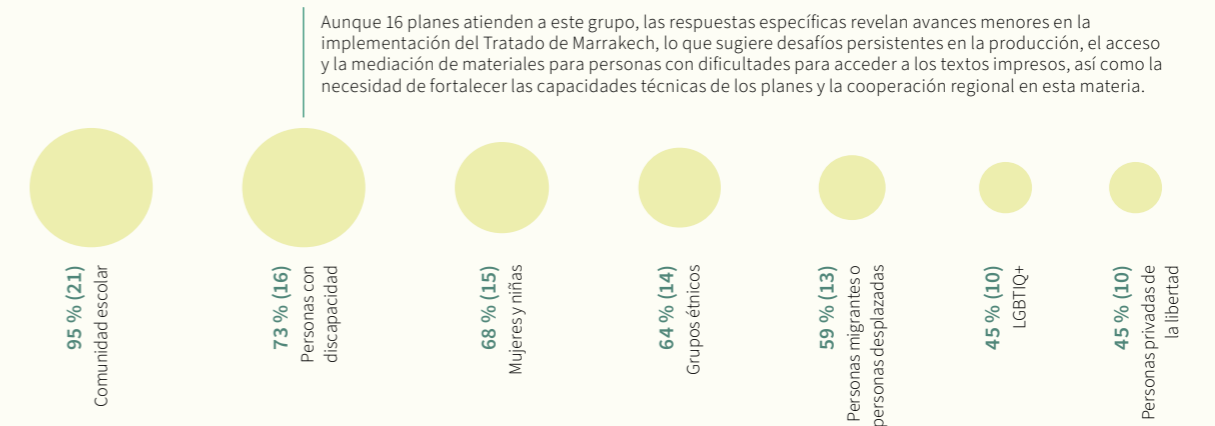 Aunque 16 planes atienden a este grupo, las respuestas específicas revelan avances menores en la
implementación del Tratado de Marrakech, lo que sugiere desafíos persistentes en la producción, el acceso
y la mediación de materiales para personas con dificultades para acceder a los textos impresos, así como la
necesidad de fortalecer las capacidades técnicas de los planes y la cooperación regional en esta materia.
95 % (21)
Comunidad escolar
73 % (16)
Personas con
discapacidad
68 % (15)
Mujeres y niñas
64 % (14)
Grupos étnicos
59 % (13)
Personas migrantes o
personas desplazadas
45 % (10)
LGBTIQ+
45 % (10)
Personas privadas de
la libertad